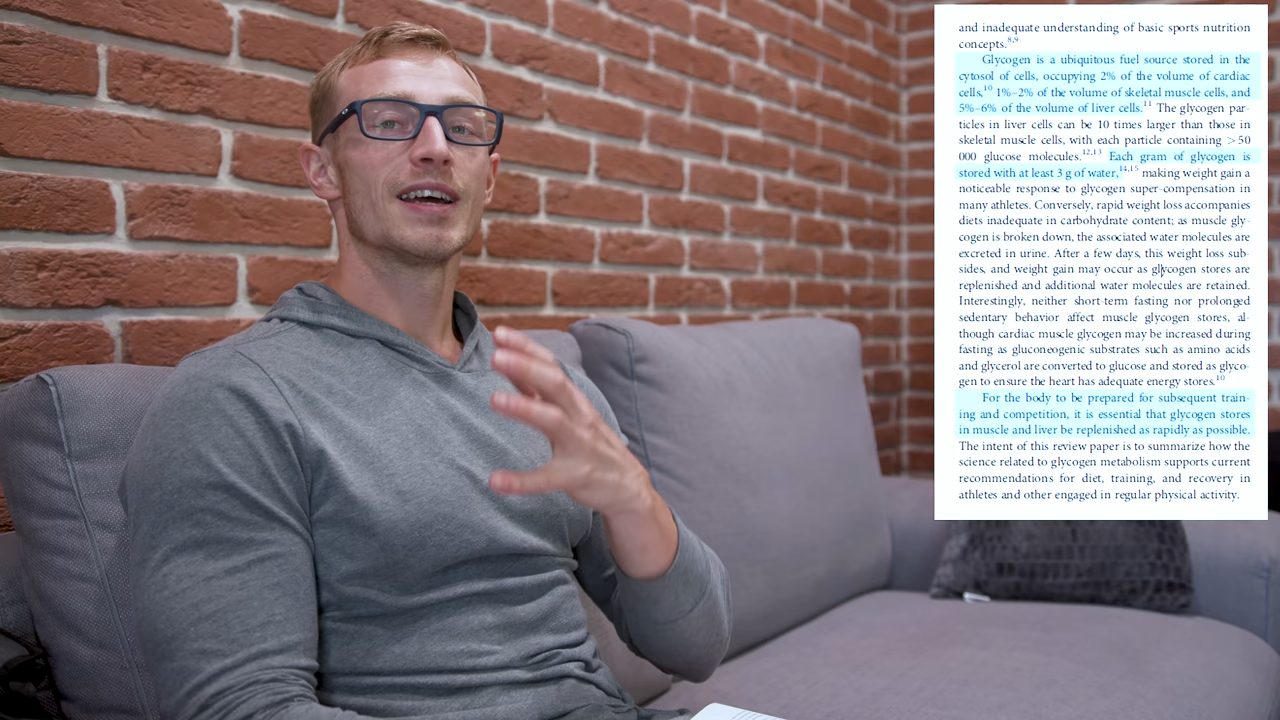 and inadequate understanding of basic sports nutrition
concepts.8,9
Glycogen is a ubiquitous fuel source stored in the
cytosol of cells, occupying 2% of the volume of cardiac
cells,10 1%–2% of the volume of skeletal muscle cells, and
5%–6% of the volume of liver cells.11 The glycogen par-
ticles in liver cells can be 10 times larger than those in
skeletal muscle cells, with each particle containing >50
000 glucose molecules.12,13 Each gram of glycogen is
stored with at least 3 g of water,14,15 making weight gain a
noticeable response to glycogen super-compensation in
many athletes. Conversely, rapid weight loss accompanies
diets inadequate in carbohydrate content; as muscle gly-
cogen is broken down, the associated water molecules are
excreted in urine. After a few days, this weight loss sub-
sides, and weight gain may occur as glycogen stores are
replenished and additional water molecules are retained.
Interestingly, neither short-term fasting nor prolonged
sedentary behavior affect muscle glycogen stores, al-
though cardiac muscle glycogen may be increased during
fasting as gluconeogenic substrates such as amino acids
and glycerol are converted to glucose and stored as glyco-
gen to ensure the heart has adequate energy stores.10
For the body to be prepared for subsequent train-
ing and competition, it is essential that glycogen stores
in muscle and liver be replenished as rapidly as possible.
The intent of this review paper is to summarize how the
science related to glycogen metabolism supports current
recommendations for diet, training, and recovery in
athletes and other engaged in regular physical activity.